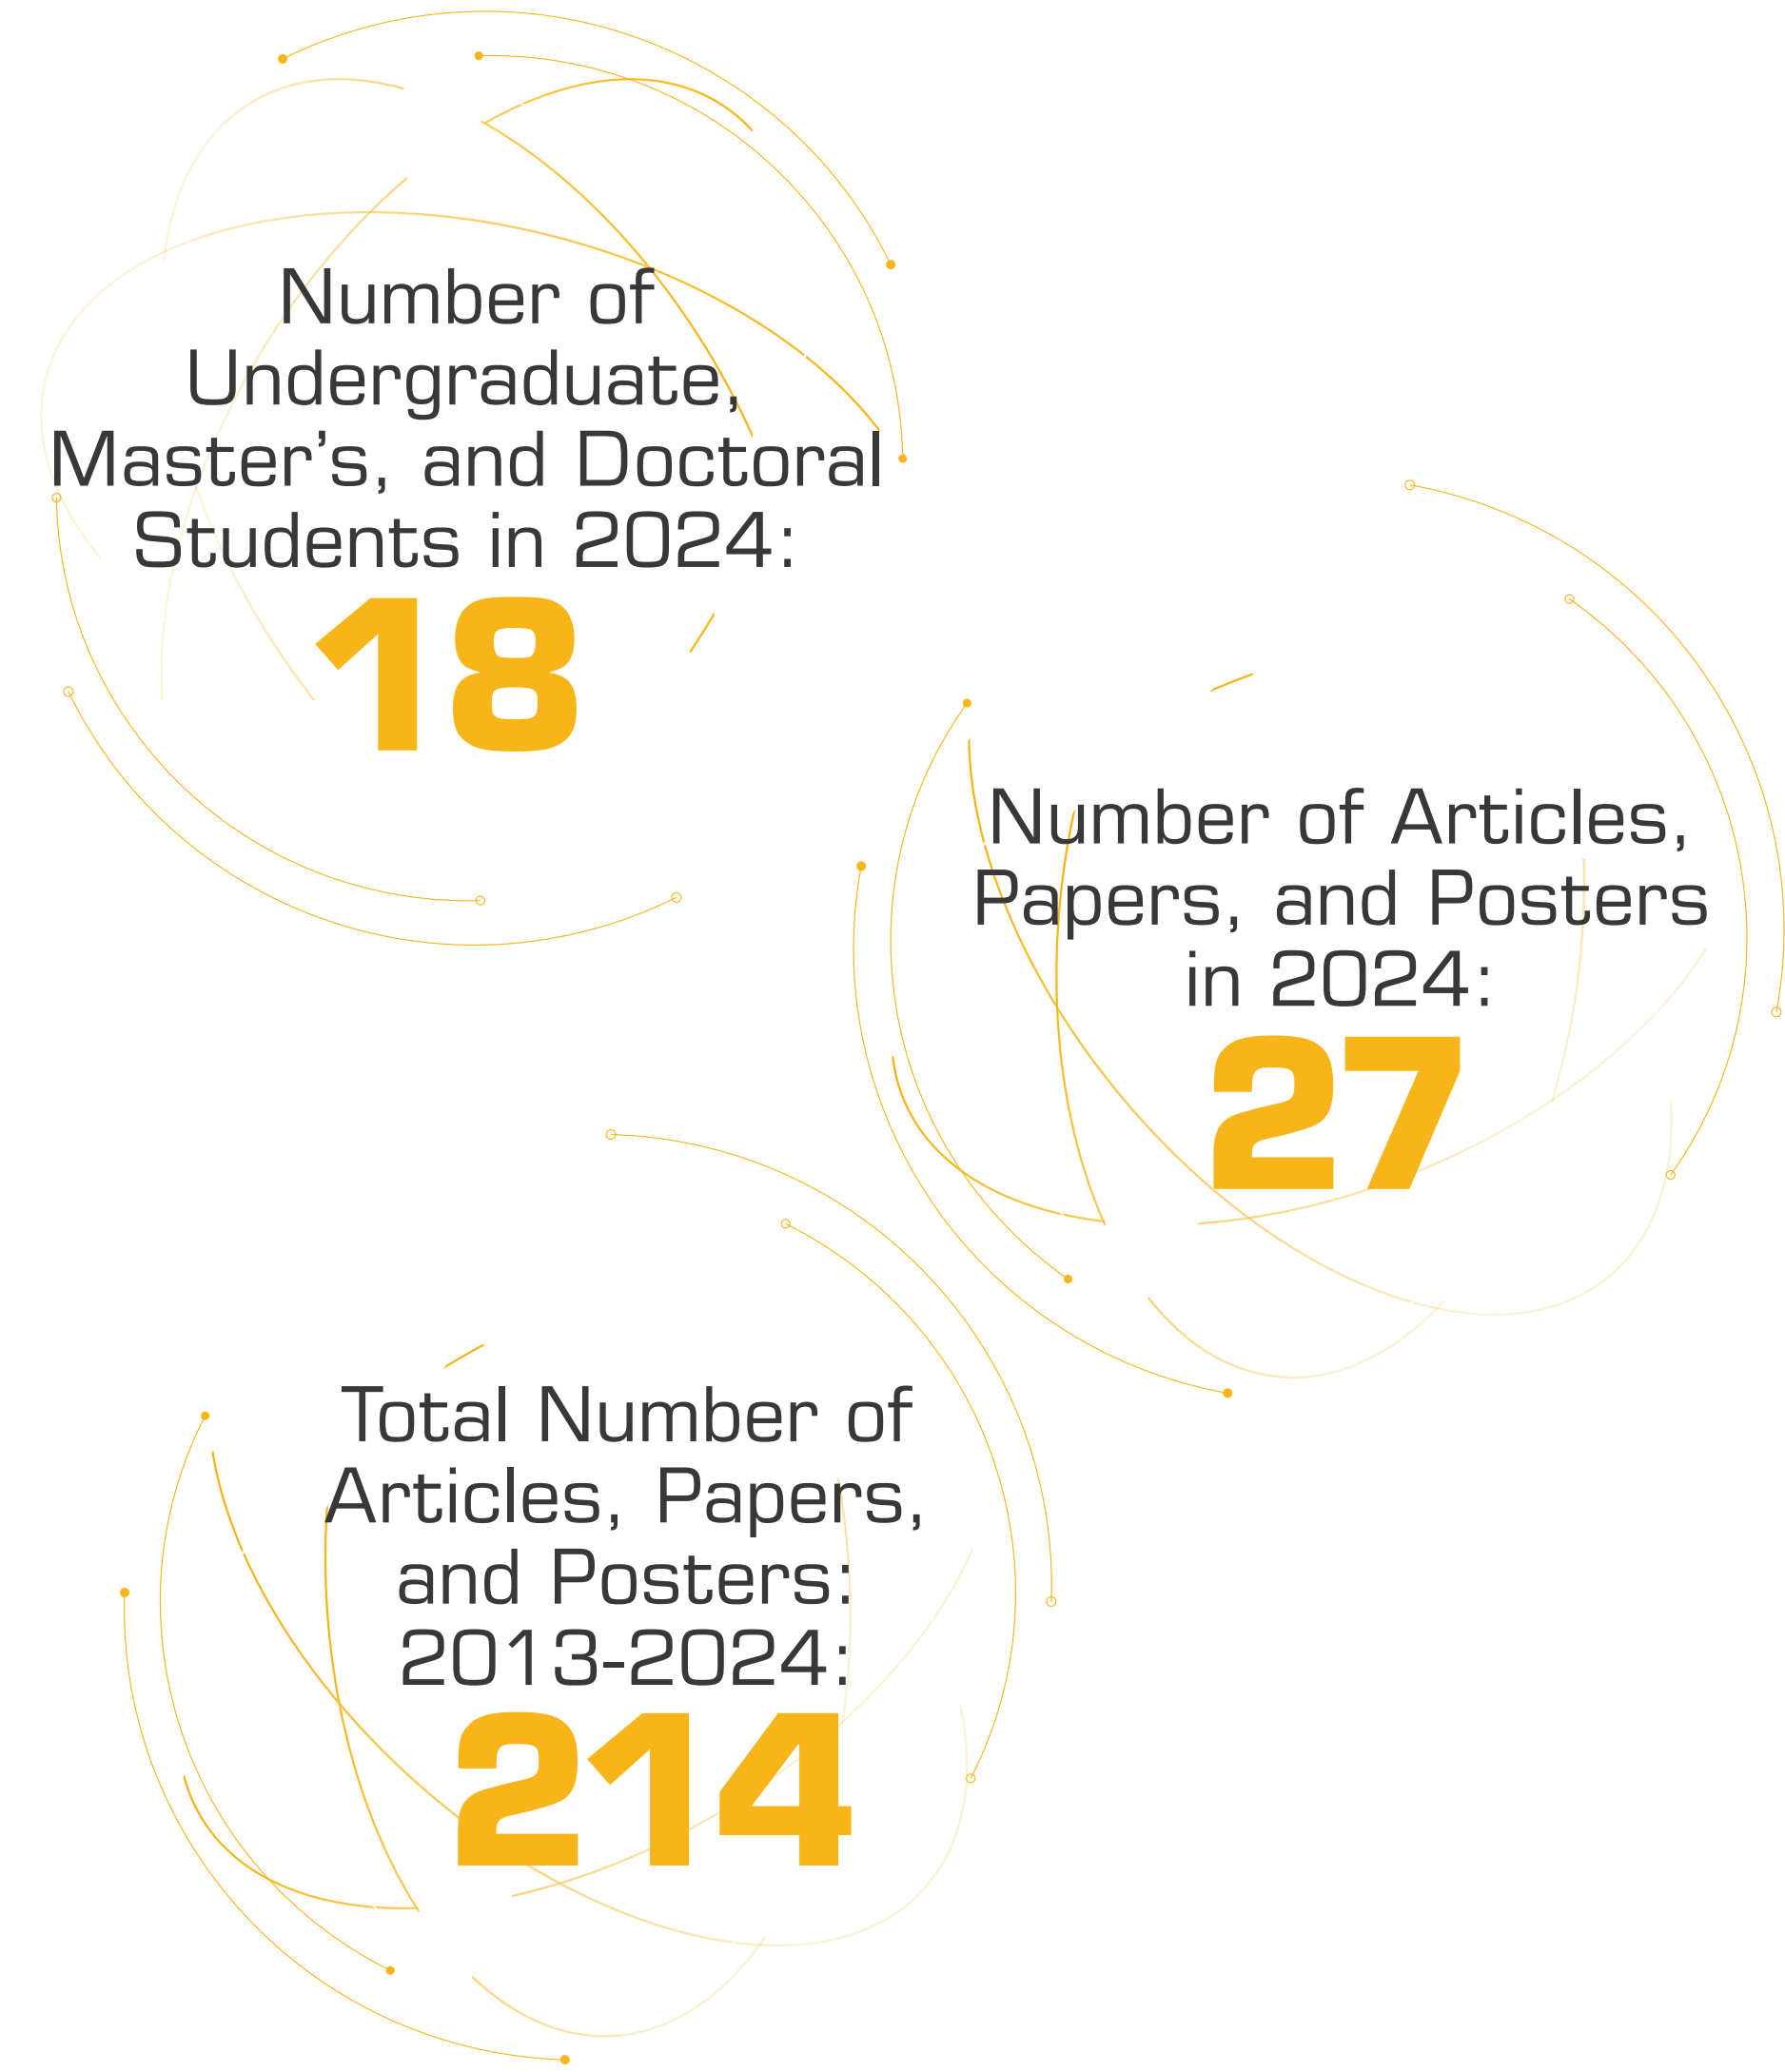 Number of
Undergraduate,
Master’s, and Doctoral
Students in 2024:
18
Number of Articles,
Papers, and Posters
in 2024:
27
Total Number of
Articles, Papers,
and Posters:
2013-2024:
214